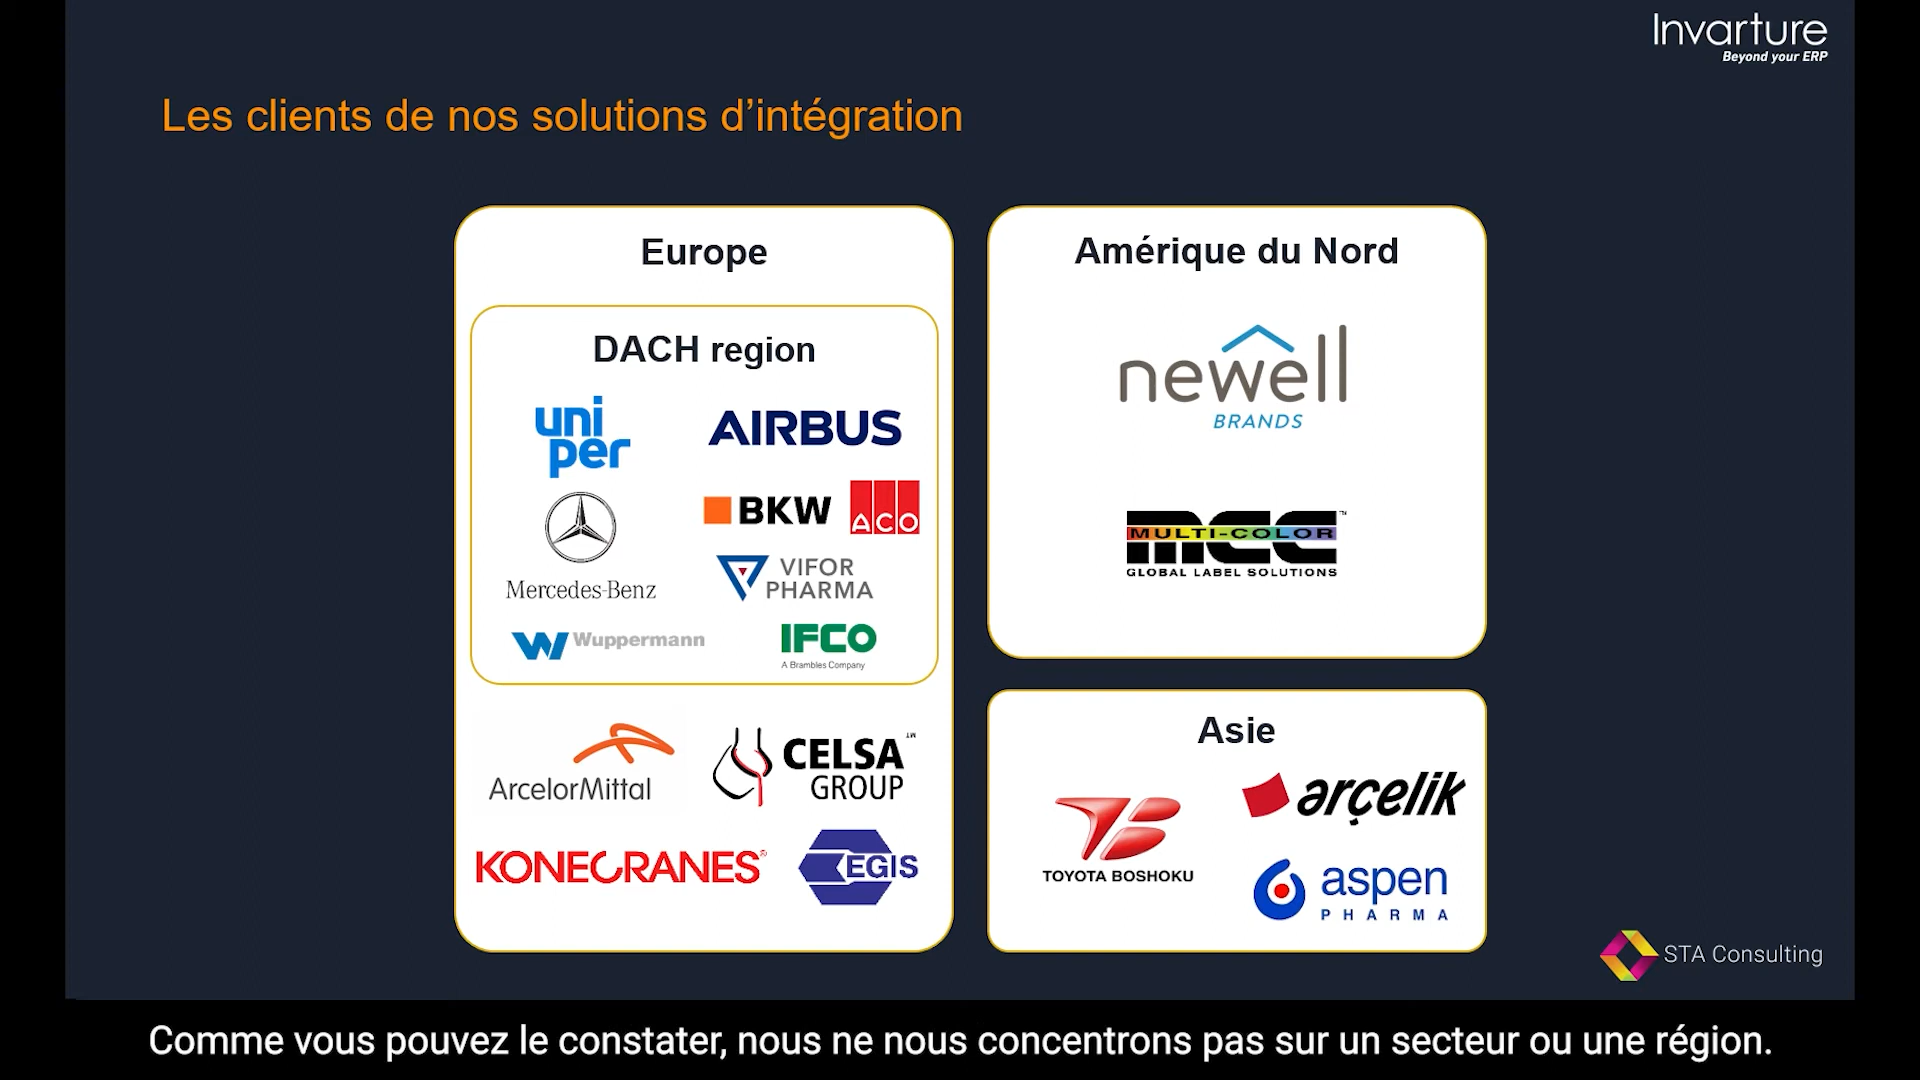 Invarture
Beyond your ERP
Les clients de nos solutions d’intégration
Europe
DACH region
uni
per
AIRBUS
Mercedes-Benz
BKW
ACO
VIFOR
PHARMA
Wuppermann
IFCO
A Brambles Company
ArcelorMittal
CELSA™
GROUP
KONECRANES®
EGIS
Amérique du Nord
newell
BRANDS
mcc™
MULTI-COLOR
GLOBAL LABEL SOLUTIONS
Asie
TOYOTA BOSHOKU
arçelik
aspen
PHARMA
STA Consulting
Comme vous pouvez le constater, nous ne nous concentrons pas sur un secteur ou une région.